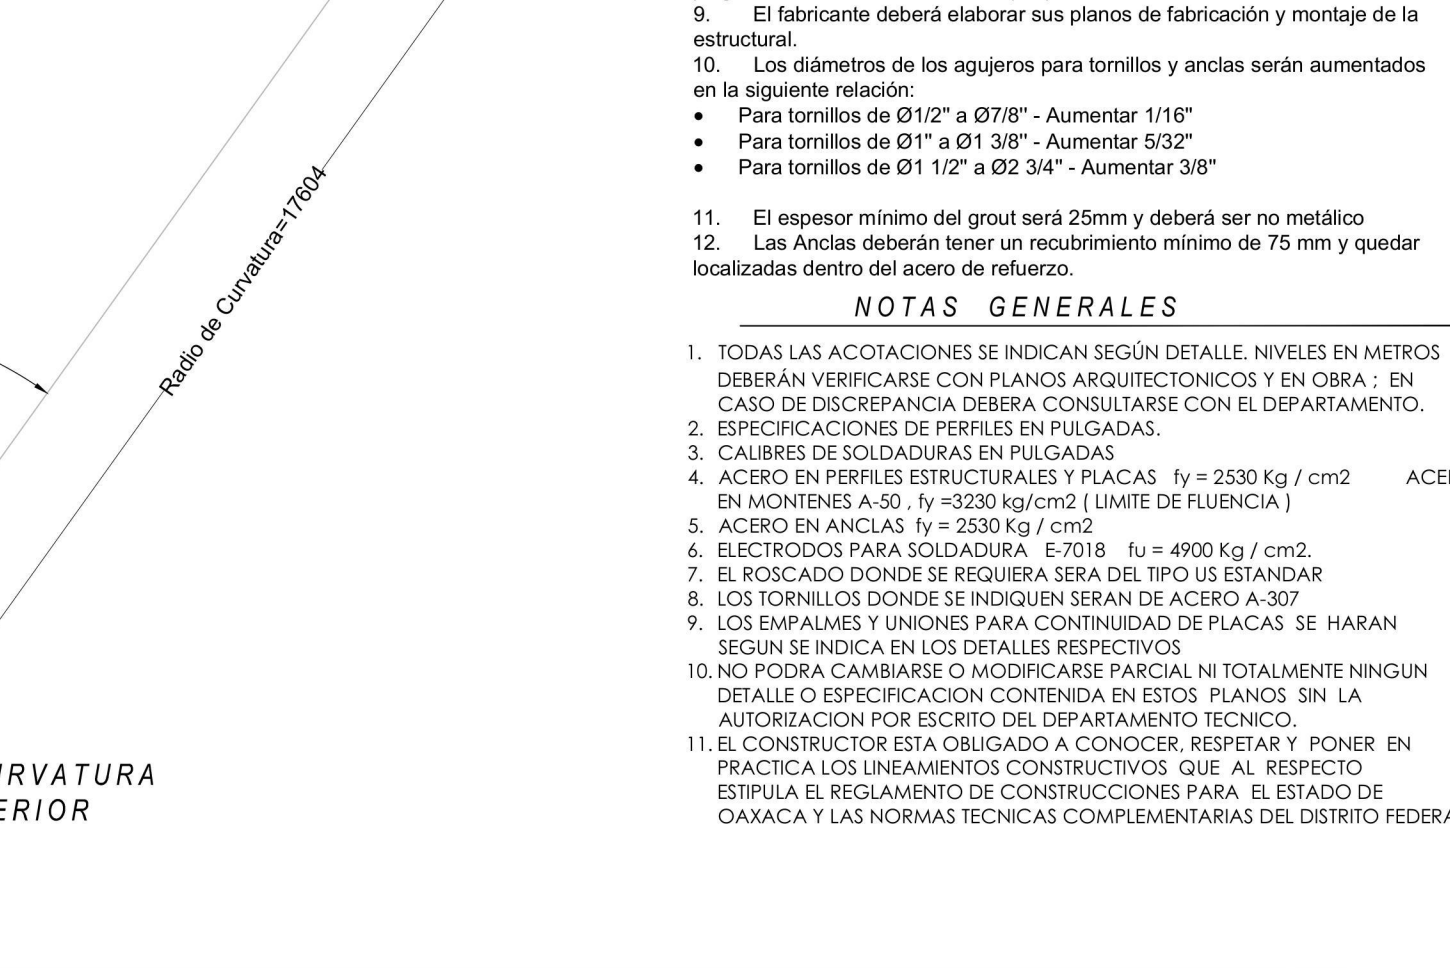 9. El fabricante deberá elaborar sus planos de fabricación y montaje de la
estructural.
10. Los diámetros de los agujeros para tornillos y anclas serán aumentados
en la siguiente relación:
• Para tornillos de Ø1/2" a Ø7/8" - Aumentar 1/16"
• Para tornillos de Ø1" a Ø1 3/8" - Aumentar 5/32"
• Para tornillos de Ø1 1/2" a Ø2 3/4" - Aumentar 3/8"
11. El espesor mínimo del grout será 25mm y deberá ser no metálico
12. Las Anclas deberán tener un recubrimiento mínimo de 75 mm y quedar
localizadas dentro del acero de refuerzo.
NOTAS GENERALES
1. TODAS LAS ACOTACIONES SE INDICAN SEGÚN DETALLE. NIVELES EN METROS
DEBERÁN VERIFICARSE CON PLANOS ARQUITECTONICOS Y EN OBRA ; EN
CASO DE DISCREPANCIA DEBERA CONSULTARSE CON EL DEPARTAMENTO.
2. ESPECIFICACIONES DE PERFILES EN PULGADAS.
3. CALIBRES DE SOLDADURAS EN PULGADAS
4. ACERO EN PERFILES ESTRUCTURALES Y PLACAS fy = 2530 Kg / cm2 ACE
EN MONTENES A-50 , fy =3230 kg/cm2 ( LIMITE DE FLUENCIA )
5. ACERO EN ANCLAS fy = 2530 Kg / cm2
6. ELECTRODOS PARA SOLDADURA E-7018 fu = 4900 Kg / cm2.
7. EL ROSCADO DONDE SE REQUIERA SERA DEL TIPO US ESTANDAR
8. LOS TORNILLOS DONDE SE INDIQUEN SERAN DE ACERO A-307
9. LOS EMPALMES Y UNIONES PARA CONTINUIDAD DE PLACAS SE HARAN
SEGUN SE INDICA EN LOS DETALLES RESPECTIVOS
10. NO PODRA CAMBIARSE O MODIFICARSE PARCIAL NI TOTALMENTE NINGUN
DETALLE O ESPECIFICACION CONTENIDA EN ESTOS PLANOS SIN LA
AUTORIZACION POR ESCRITO DEL DEPARTAMENTO TECNICO.
11. EL CONSTRUCTOR ESTA OBLIGADO A CONOCER, RESPETAR Y PONER EN
PRACTICA LOS LINEAMIENTOS CONSTRUCTIVOS QUE AL RESPECTO
ESTIPULA EL REGLAMENTO DE CONSTRUCCIONES PARA EL ESTADO DE
OAXACA Y LAS NORMAS TECNICAS COMPLEMENTARIAS DEL DISTRITO FEDERA
Radio de Curvatura=17604
RVATURA
ERIOR